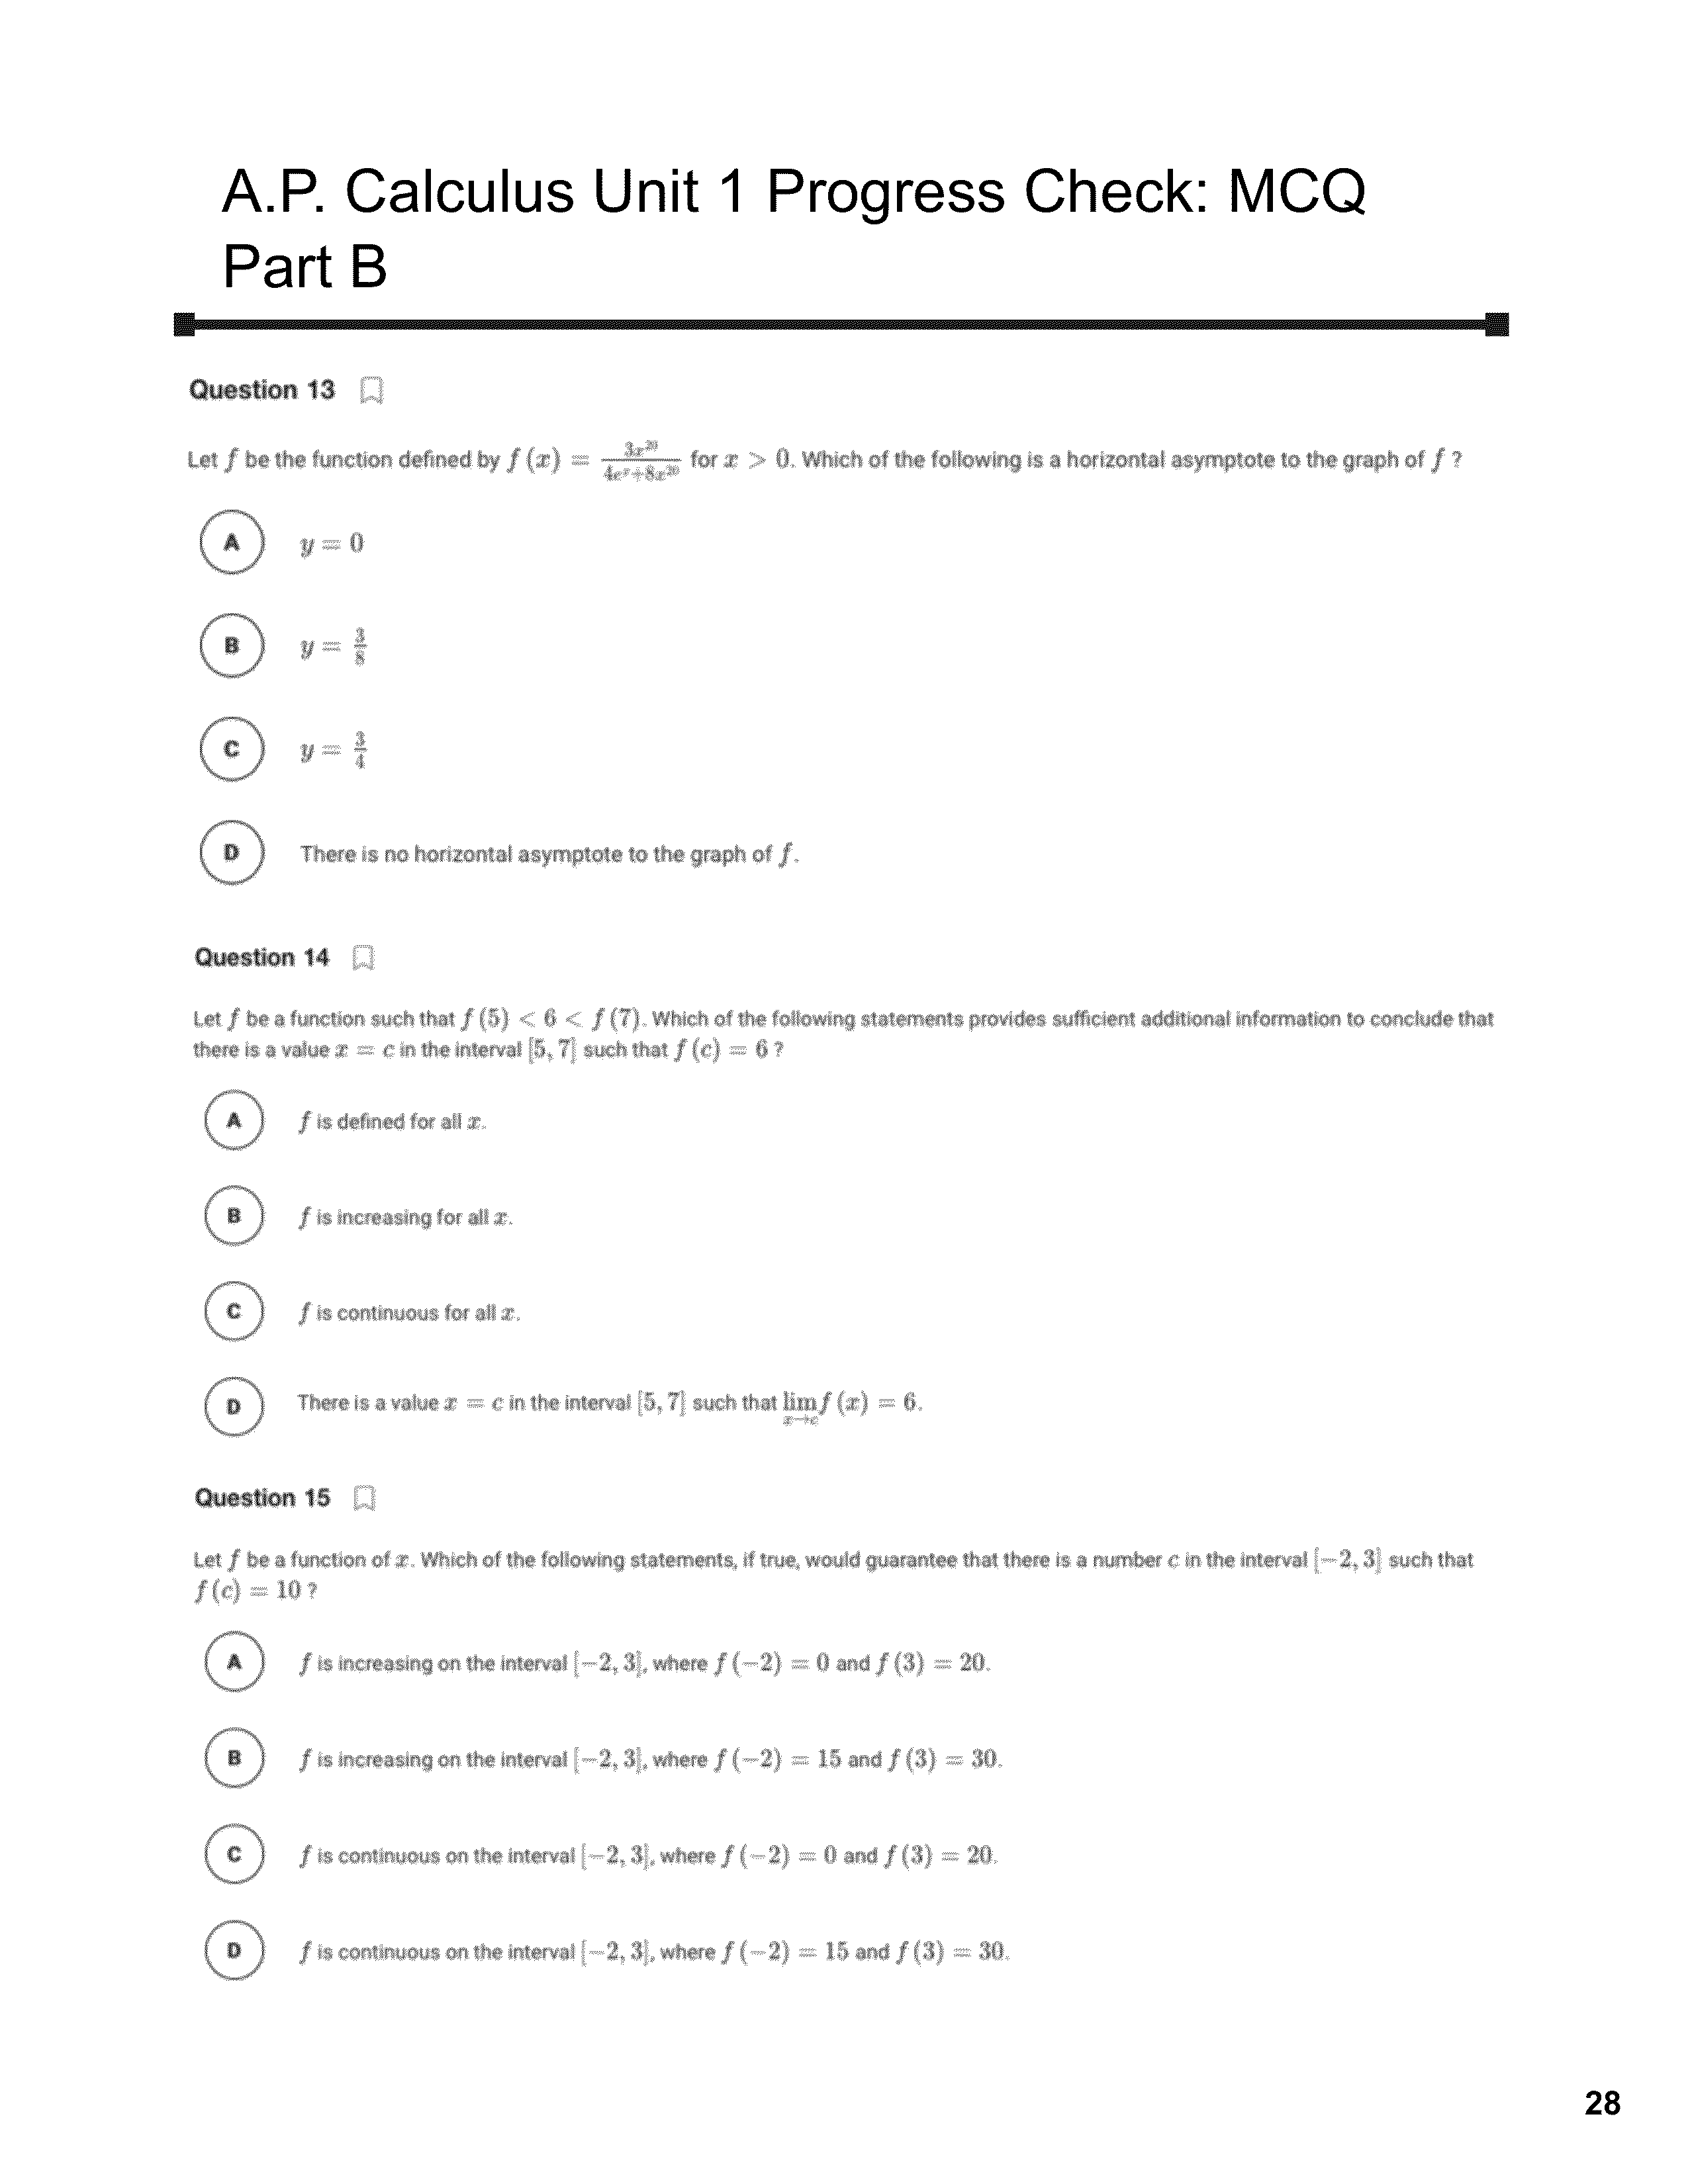 A.P. Calculus Unit 1 Progress Check: MCQ
Part B
Question 13
Let f be the function defined by f (x) = \frac{3x^{20}}{4e^x+8x^{20}} for x > 0. Which of the following is a horizontal asymptote to the graph of f ?
A y = 0
B y = \frac{3}{8}
C y = \frac{3}{4}
D There is no horizontal asymptote to the graph of f.
Question 14
Let f be a function such that f (5) < 6 < f (7). Which of the following statements provides sufficient additional information to conclude that
there is a value x = c in the interval [5, 7] such that f (c) = 6 ?
A f is defined for all x.
B f is increasing for all x.
C f is continuous for all x.
D There is a value x = c in the interval [5, 7] such that \lim_{x→c} f (x) = 6.
Question 15
Let f be a function of x. Which of the following statements, if true, would guarantee that there is a number c in the interval [−2, 3] such that
f (c) = 10 ?
A f is increasing on the interval [−2, 3], where f (−2) = 0 and f (3) = 20.
B f is increasing on the interval [−2, 3], where f (−2) = 15 and f (3) = 30.
C f is continuous on the interval [−2, 3], where f (−2) = 0 and f (3) = 20.
D f is continuous on the interval [−2, 3], where f (−2) = 15 and f (3) = 30.
28